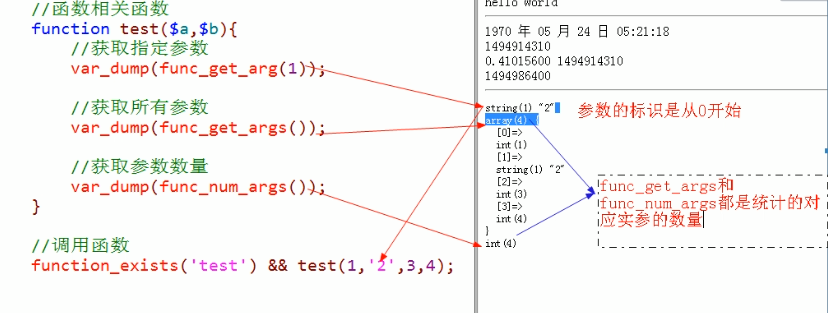 //函数相关函数
function test($a,$b){
//获取指定参数
var_dump(func_get_arg(1));
//获取所有参数
var_dump(func_get_args());
//获取参数数量
var_dump(func_num_args());
}
//调用函数
function_exists('test') && test(1,'2',3,4);
hello world
1970 年 05 月 24 日 05:21:18
1494914310
0.41015600 1494914310
1494986400
string(1) "2"
参数的标识是从0开始
array(4) {
[0]=>
int(1)
[1]=>
string(1) "2"
[2]=>
int(3)
[3]=>
int(4)
}
int(4)
func_get_args和
func_num_args都是统计的对
应实参的数量